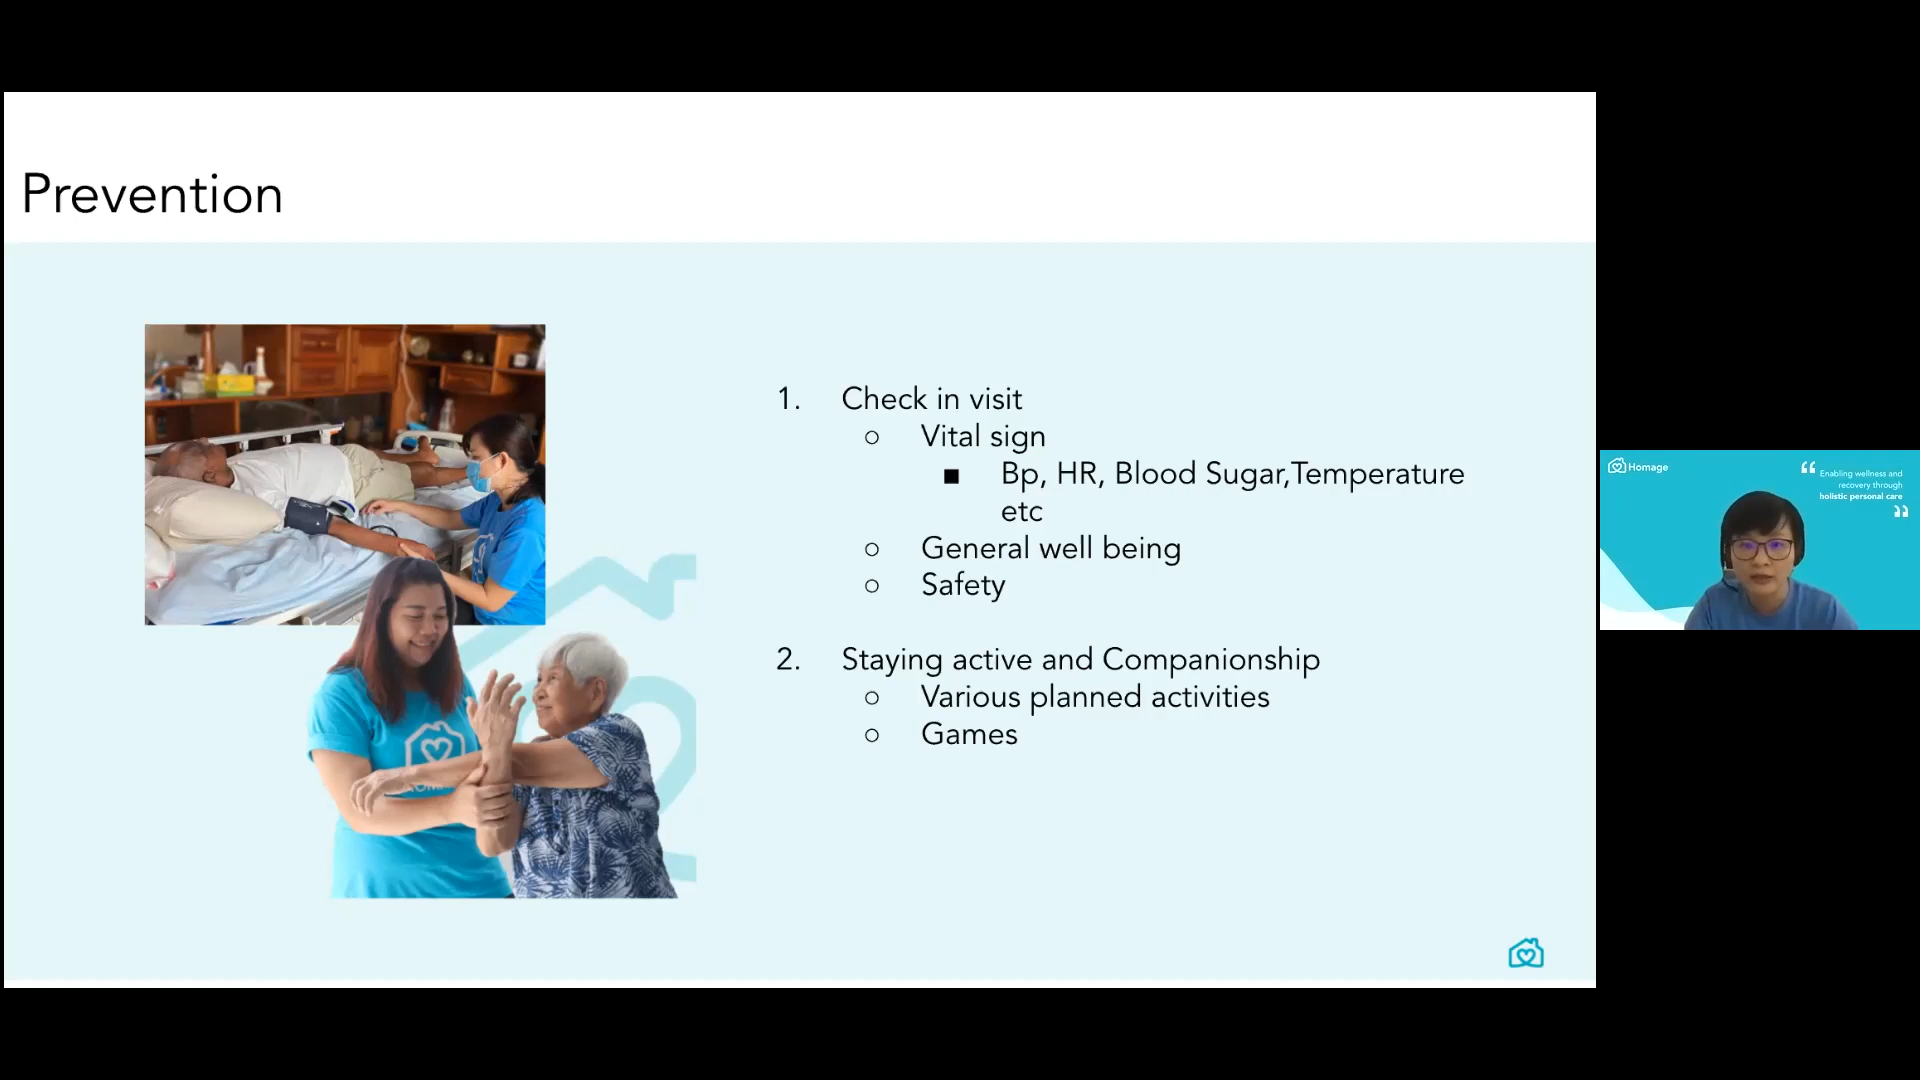 Prevention
1. Check in visit
○ Vital sign
■ Bp, HR, Blood Sugar,Temperature
etc
○ General well being
○ Safety
2. Staying active and Companionship
○ Various planned activities
○ Games
Homage
“ Enabling wellness and
recovery through
holistic personal care
”